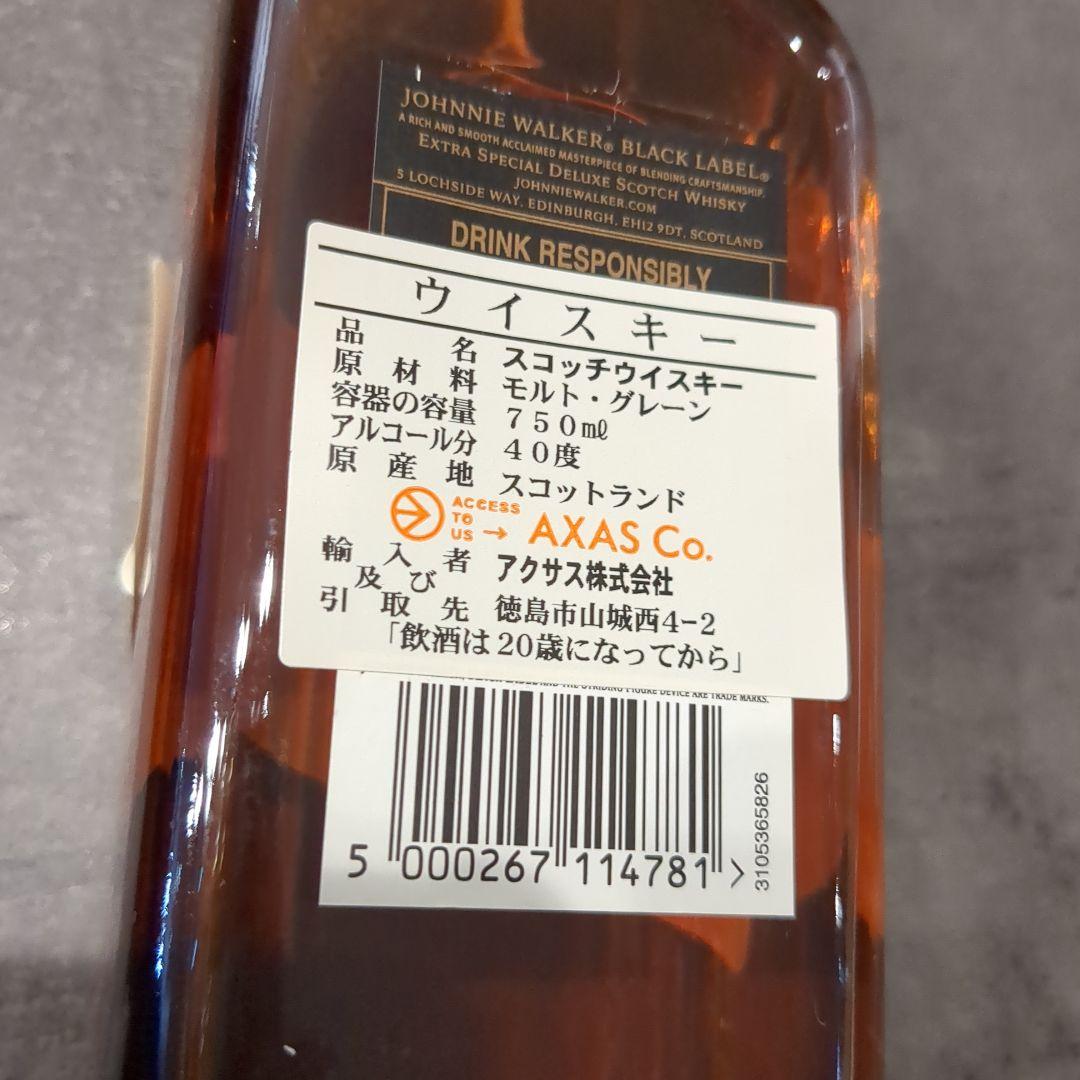 JOHNNIE WALKER® BLACK LABEL®
A RICH AND SMOOTH ACCLAIMED MASTERPIECE OF BLENDING CRAFTSMANSHIP.
EXTRA SPECIAL DELUXE SCOTCH WHISKY
JOHNNIEWALKER.COM
5 LOCHSIDE WAY, EDINBURGH, EH12 9DT, SCOTLAND
DRINK RESPONSIBLY
ウイスキー
品名 スコッチウイスキー
原材料 モルト・グレーン
容器の容量 750㎖
アルコール分 40度
原産地 スコットランド
ACCESS TO US → AXAS Co.
輸入者及び引取先 アクサス株式会社
徳島市山城西4-2
「飲酒は20歳になってから」
AND THE STRIDING FIGURE DEVICE ARE TRADE MARKS.
5 000267 114781 >
3105365826